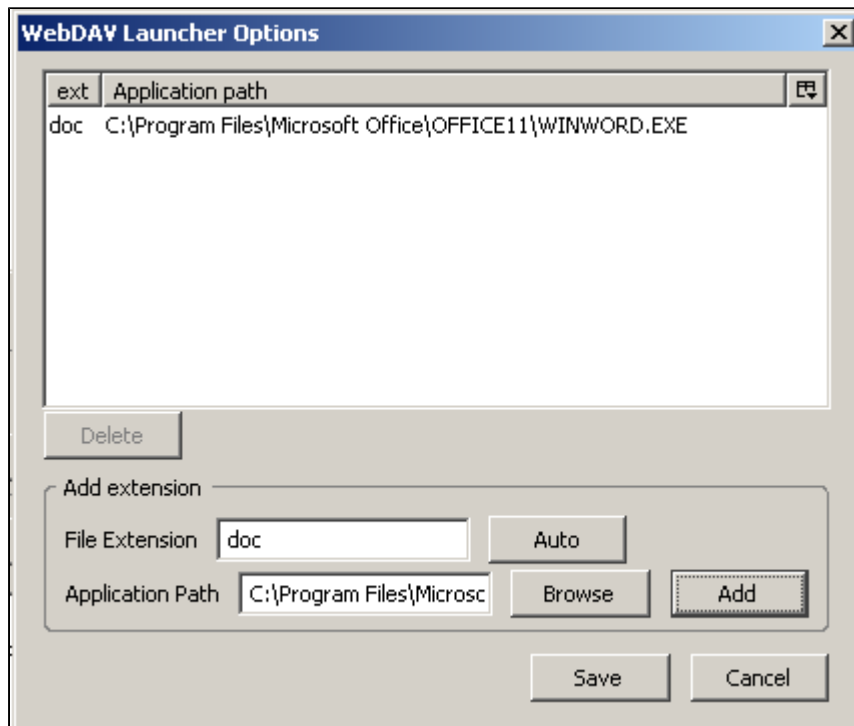 WebDAV Launcher Options
ext Application path
doc C:\Program Files\Microsoft Office\OFFICE11\WINWORD.EXE
Delete
Add extension
File Extension doc Auto
Application Path C:\Program Files\Microsc Browse Add
Save Cancel